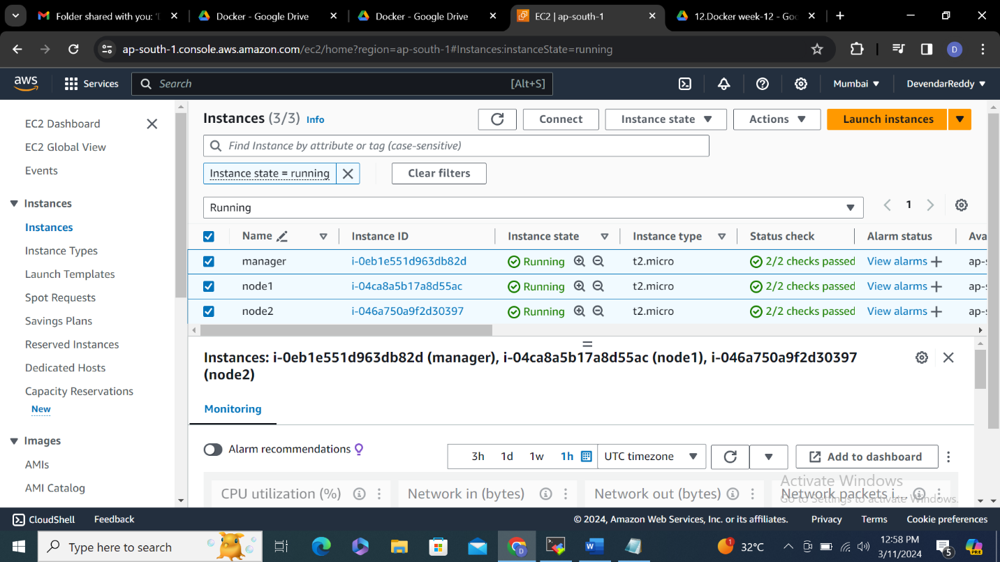 Folder shared with you: '
Docker - Google Drive
Docker - Google Drive
EC2 | ap-south-1
12.Docker week-12 - Goo
ap-south-1.console.aws.amazon.com/ec2/home?region=ap-south-1#Instances:instanceState=running
D
aws
Services
Search
[Alt+S]
Mumbai
DevendarReddy
EC2 Dashboard
EC2 Global View
Events
Instances
Instances
Instance Types
Launch Templates
Spot Requests
Savings Plans
Reserved Instances
Dedicated Hosts
Capacity Reservations
New
Images
AMIs
AMI Catalog
Instances (3/3) Info
Connect
Instance state
Actions
Launch instances
Find Instance by attribute or tag (case-sensitive)
Instance state = running
Clear filters
Running
1
Name Instance ID Instance state Instance type Status check Alarm status Ava
manager i-0eb1e551d963db82d Running t2.micro 2/2 checks passed View alarms ap-s
node1 i-04ca8a5b17a8d55ac Running t2.micro 2/2 checks passed View alarms ap-s
node2 i-046a750a9f2d30397 Running t2.micro 2/2 checks passed View alarms ap-s
Instances: i-0eb1e551d963db82d (manager), i-04ca8a5b17a8d55ac (node1), i-046a750a9f2d30397
(node2)
Monitoring
Alarm recommendations
3h 1d 1w 1h UTC timezone
Add to dashboard
CPU utilization (%)
Network in (bytes)
Network out (bytes)
Network packets i...
Activate Windows
Go to Settings to activate Windows.
CloudShell
Feedback
© 2024, Amazon Web Services, Inc. or its affiliates.
Privacy
Terms
Cookie preferences
Type here to search
D
1
32°C
12:58 PM
3/11/2024
5
PRE